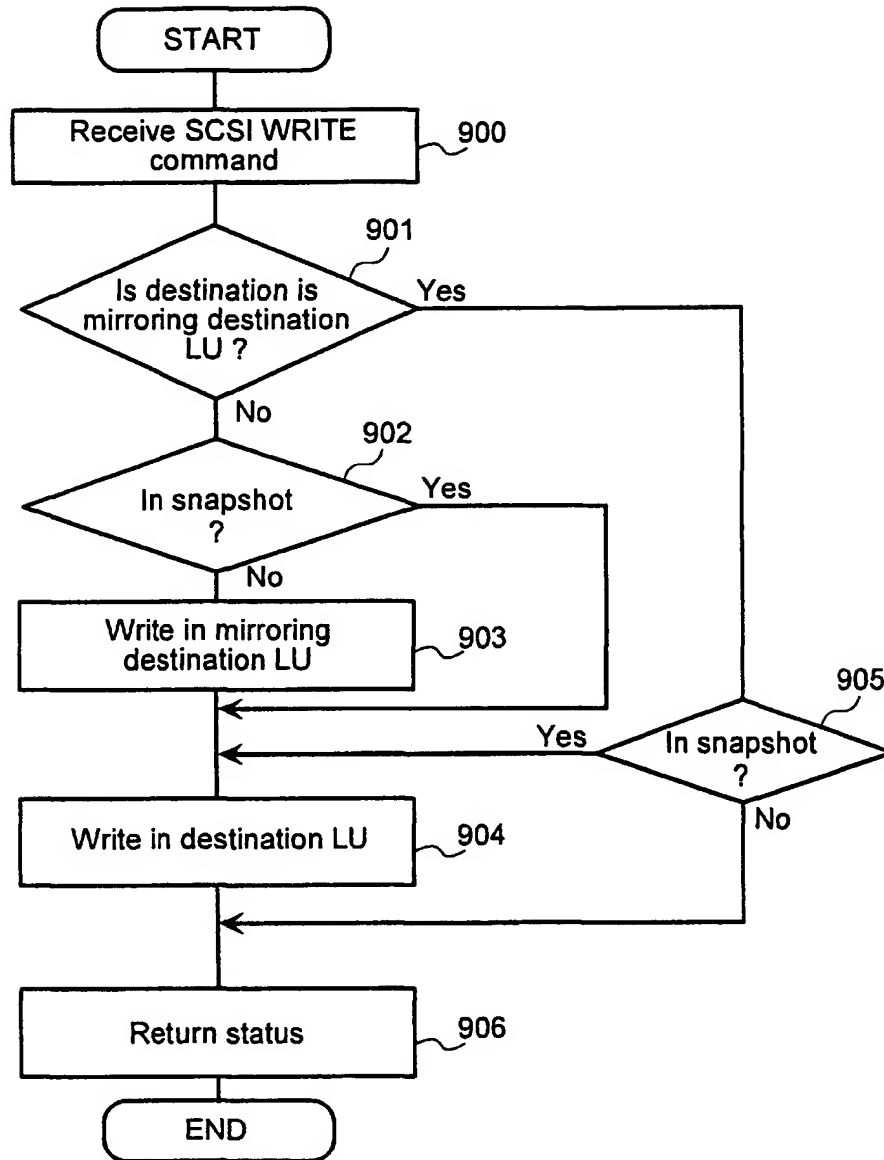 START
Receive SCSI WRITE
command
900
901
Is destination is
mirroring destination
LU ?
Yes
No
902
In snapshot
?
Yes
No
Write in mirroring
destination LU
903
905
In snapshot
?
Yes
No
Write in destination LU
904
Return status
906
END